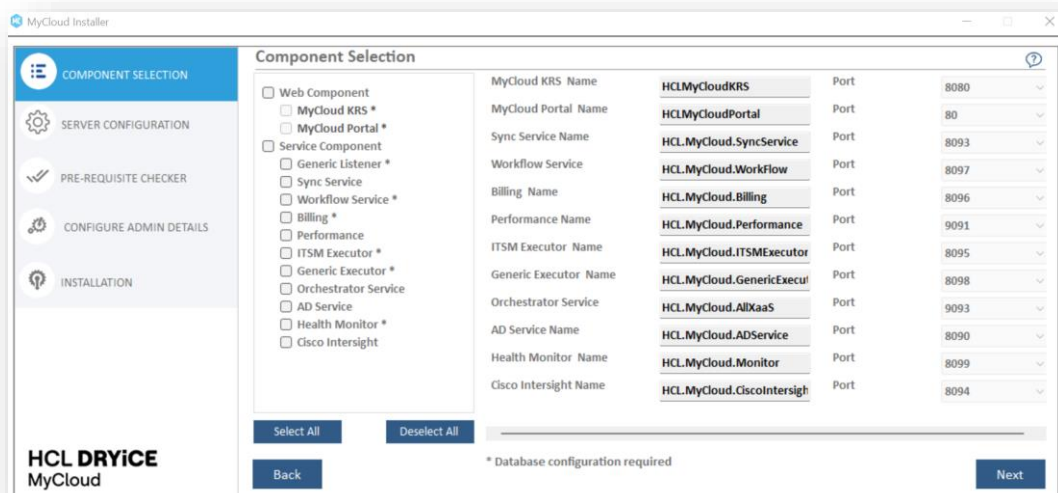 MyCloud Installer
COMPONENT SELECTION
SERVER CONFIGURATION
PRE-REQUISITE CHECKER
CONFIGURE ADMIN DETAILS
INSTALLATION
HCL DRYiCE
MyCloud
Component Selection
Web Component
MyCloud KRS *
MyCloud Portal *
Service Component
Generic Listener *
Sync Service
Workflow Service *
Billing *
Performance
ITSM Executor *
Generic Executor *
Orchestrator Service
AD Service
Health Monitor *
Cisco Intersight
Select All
Deselect All
Back
MyCloud KRS Name HCLMyCloudKRS Port 8080
MyCloud Portal Name HCLMyCloudPortal Port 80
Sync Service Name HCL.MyCloud.SyncService Port 8093
Workflow Service HCL.MyCloud.WorkFlow Port 8097
Billing Name HCL.MyCloud.Billing Port 8096
Performance Name HCL.MyCloud.Performance Port 9091
ITSM Executor Name HCL.MyCloud.ITSMExecutor Port 8095
Generic Executor Name HCL.MyCloud.GenericExecut Port 8098
Orchestrator Service HCL.MyCloud.AllXaaS Port 9093
AD Service Name HCL.MyCloud.ADService Port 8090
Health Monitor Name HCL.MyCloud.Monitor Port 8099
Cisco Intersight Name HCL.MyCloud.CiscoIntersigh Port 8094
* Database configuration required
Next